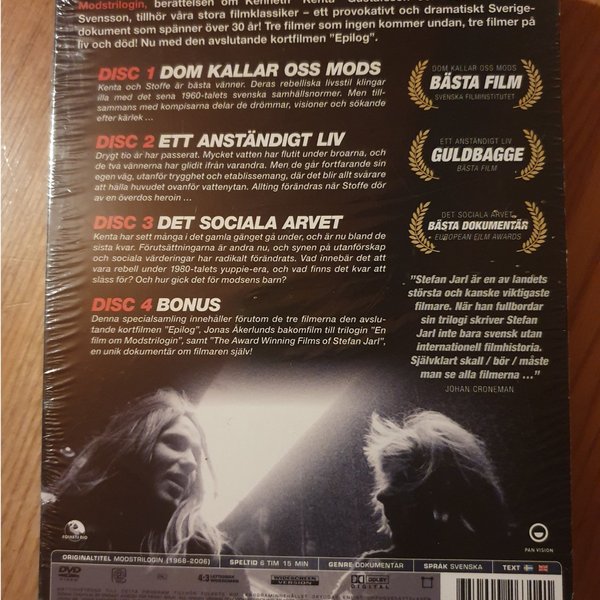 Modstrilogin, berättelsen om Kenneth "Kenta" Gustafsson
Svensson, tillhör våra stora filmklassiker – ett provokativt och dramatiskt Sverige-
dokument som spänner över 30 år! Tre filmer som ingen kommer undan, tre filmer på
liv och död! Nu med den avslutande kortfilmen "Epilog".
DISC 1 DOM KALLAR OSS MODS
Kenta och Stoffe är bästa vänner. Deras rebelliska livsstil klingar
illa med det sena 1960-talets svenska samhällsnormer. Men till-
sammans med kompisarna delar de drömmar, visioner och sökande
efter kärlek ...
DISC 2 ETT ANSTÄNDIGT LIV
Drygt tio år har passerat. Mycket vatten har flutit under broarna, och
de två vännerna har glidit ifrån varandra. Men de går fortfarande sin
egen väg, utanför trygghet och etablissemang, där det blir allt svårare
att hålla huvudet ovanför vattenytan. Allting förändras när Stoffe dör
av en överdos heroin ...
DISC 3 DET SOCIALA ARVET
Kenta har sett många i det gamla gänget gå under, och är nu bland de
sista kvar. Förutsättningarna är andra nu, och synen på utanförskap
och sociala värderingar har radikalt förändrats. Vad innebär det att
vara rebell under 1980-talets yuppie-era, och vad finns det kvar att
slåss för? Och hur gick det för modsens barn?
DISC 4 BONUS
Denna specialsamling innehåller förutom de tre filmerna den avslu-
tande kortfilmen "Epilog", Jonas Åkerlunds bakomfilm till trilogin "En
film om Modstrilogin", samt "The Award Winning Films of Stefan Jarl",
en unik dokumentär om filmaren själv!
DOM KALLAR OSS MODS
BÄSTA FILM
SVENSKA FILMINSTITUTET
ETT ANSTÄNDIGT LIV
GULDBAGGE
BÄSTA FILM
DET SOCIALA ARVET
BÄSTA DOKUMENTÄR
EUROPEAN FILM AWARDS
"Stefan Jarl är en av landets
största och kanske viktigaste
filmare. När han fullbordar
sin trilogi skriver Stefan
Jarl inte bara svensk utan
internationell filmhistoria.
Självklart skall / bör / måste
man se alla filmerna ..."
JOHAN CRONEMAN
PAN VISION
ORIGINALTITEL MODSTRILOGIN (1968-2006) SPELTID 6 TIM 15 MIN GENRE DOKUMENTÄR SPRÅK SVENSKA TEXT
DVD 4:3 WIDESCREEN DOLBY